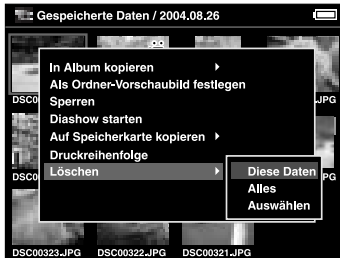 Gespeicherte Daten / 2004.08.26
In Album kopieren
Als Ordner-Vorschaubild festlegen
Sperren
DSC0
.JPG
Diashow starten
Auf Speicherkarte kopieren
Druckreihenfolge
Löschen
Diese Daten
DSC0
PG
Alles
Auswählen
DSC00323.JPG DSC00322.JPG DSC00321.JPG